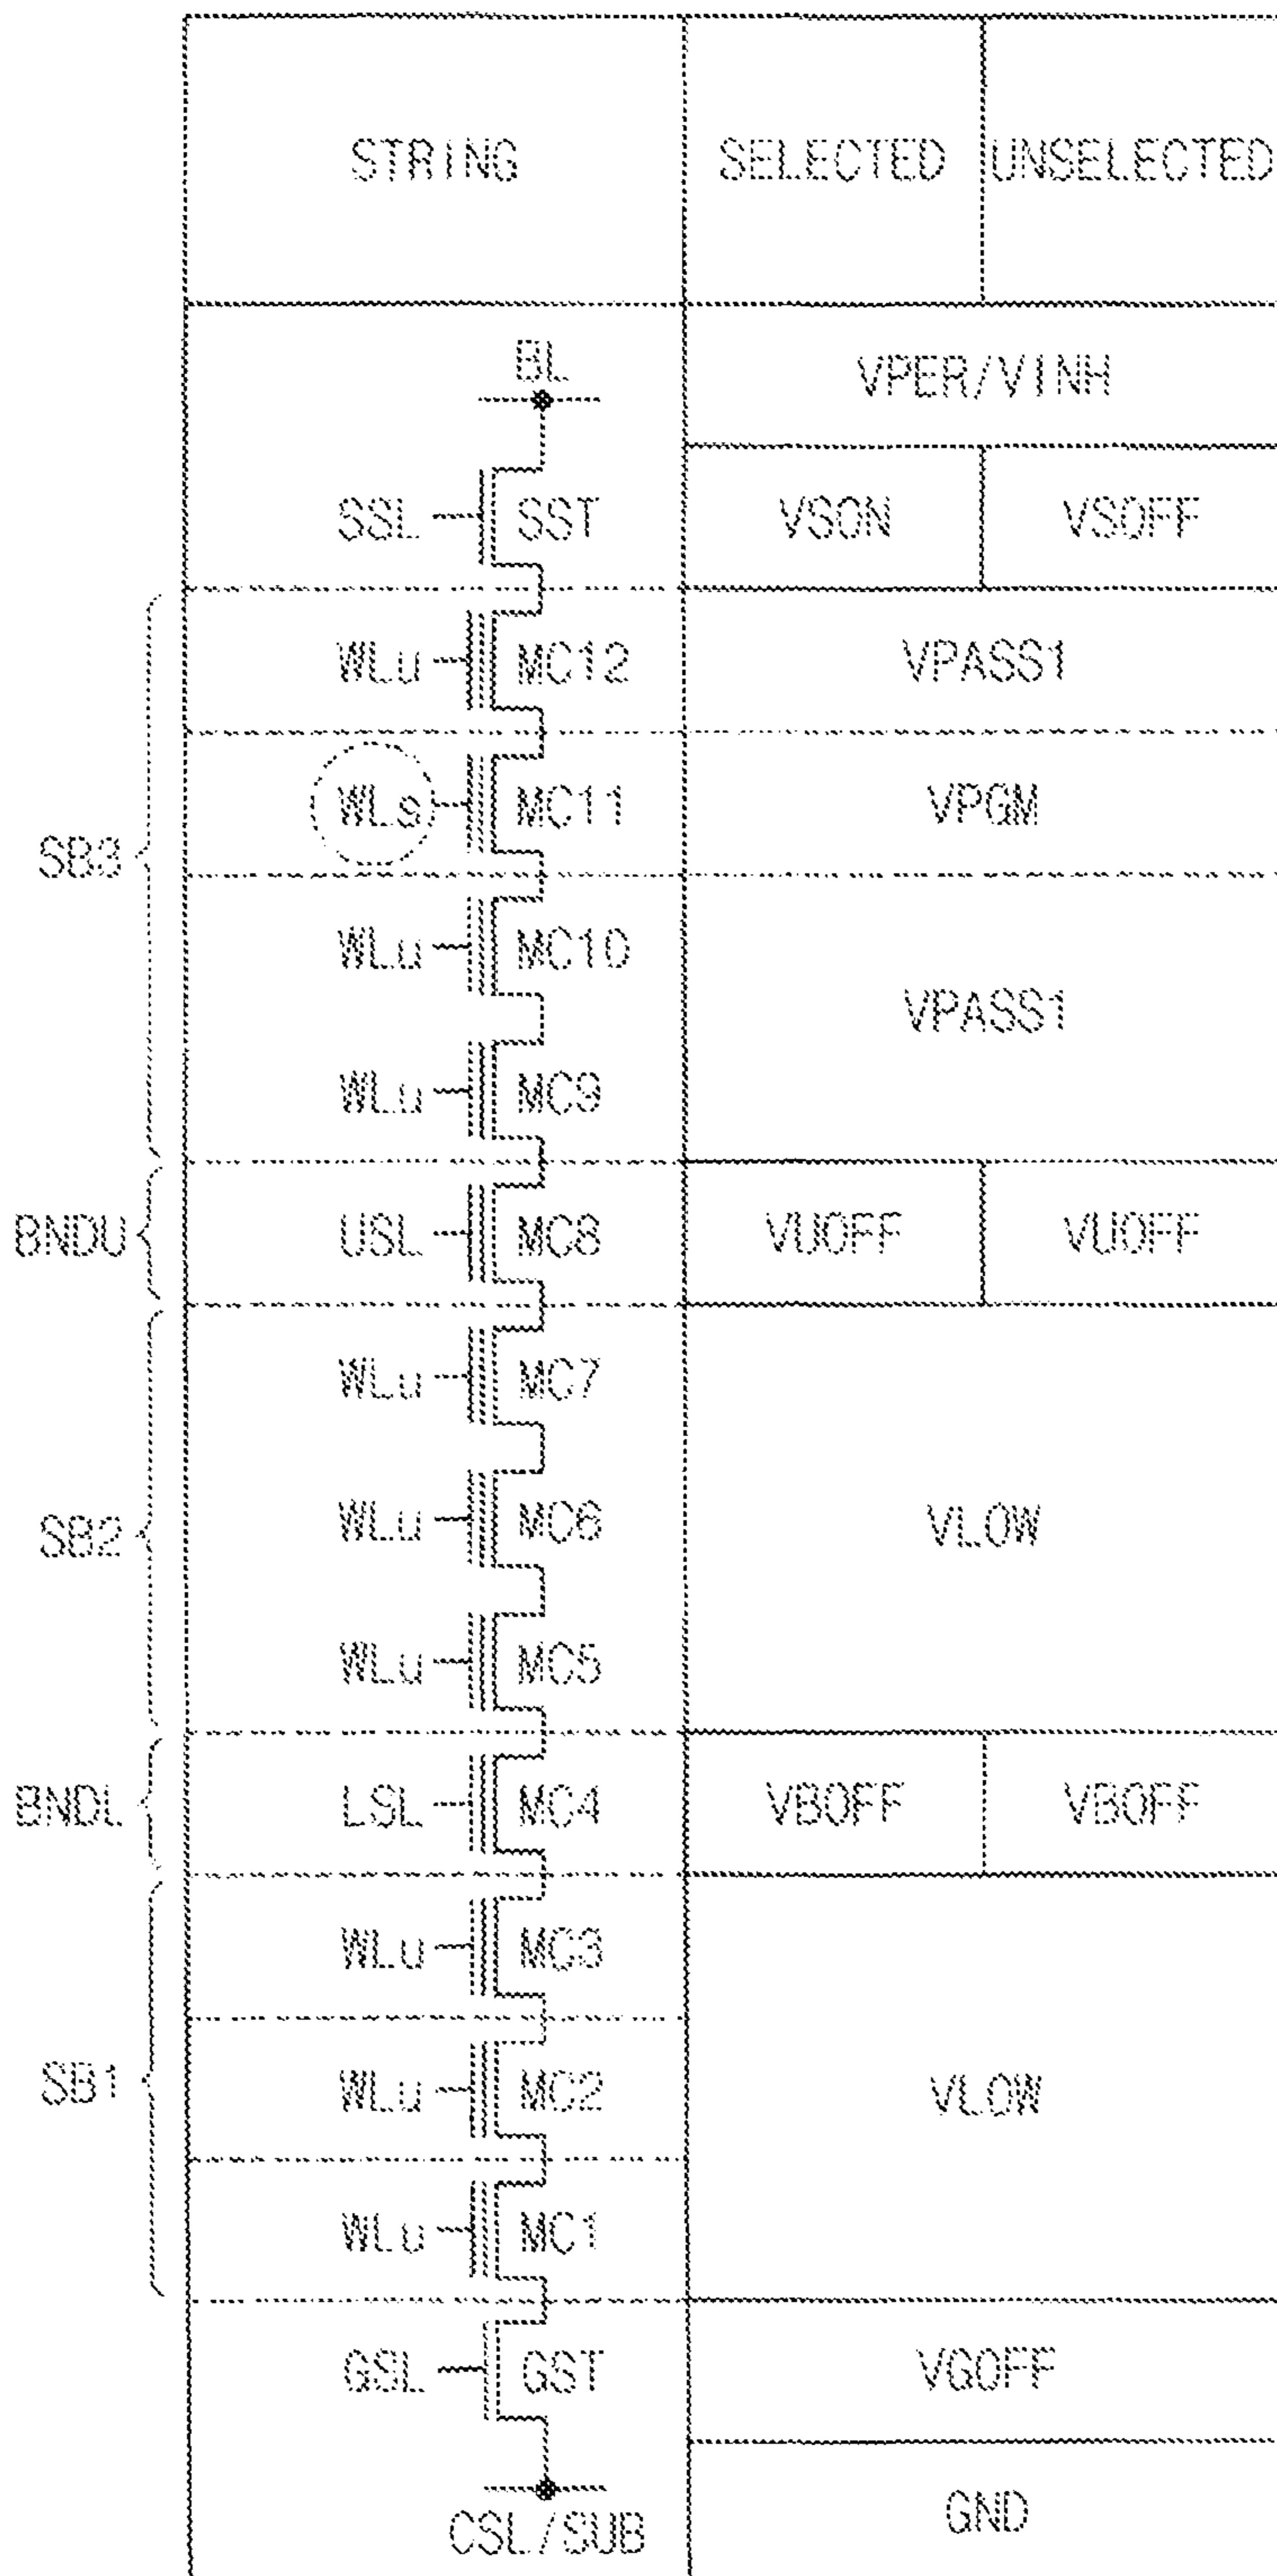 STRING SELECTED UNSELECTED
BL VPER/VINH
SSL SST VSON VSOFF
WLu MC12 VPASS1
SB3 WLs MC11 VPGM
WLu MC10
VPASS1
WLu MC9
BNDU USL MC8 VUOFF VUOFF
WLu MC7
SB2 WLu MC6 VLOW
WLu MC5
BNDL LSL MC4 VBOFF VBOFF
WLu MC3
SB1 WLu MC2 VLOW
WLu MC1
GSL GST VGOFF
CSL/SUB GND